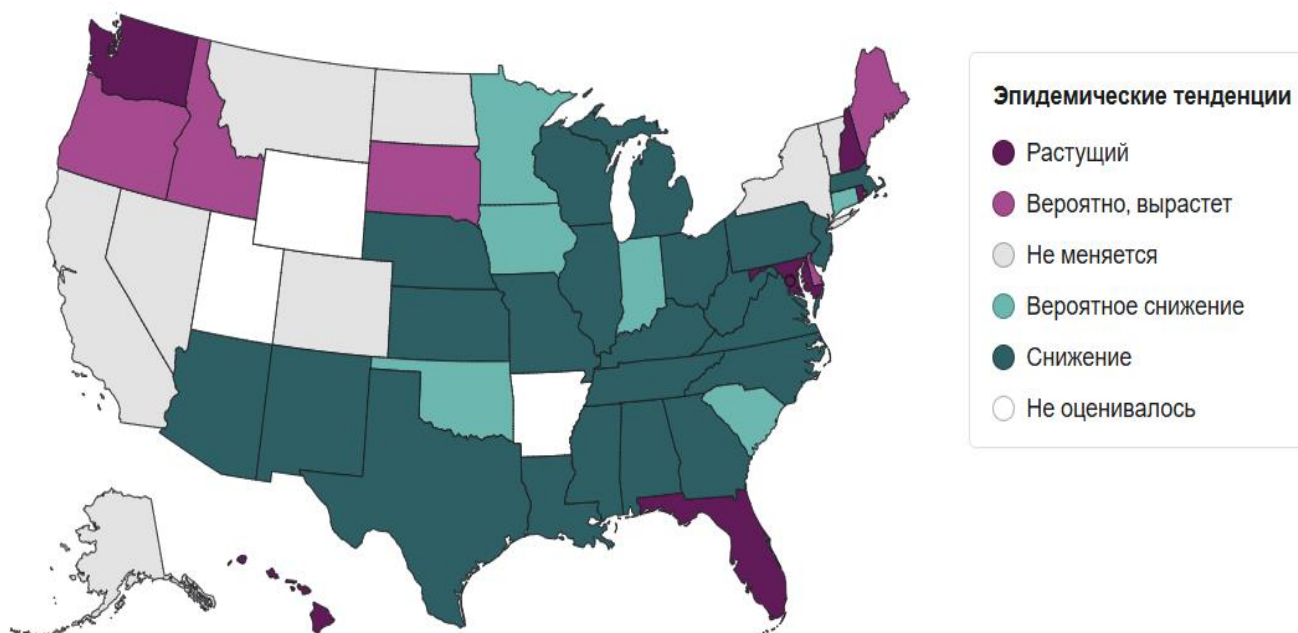 Эпидемические тенденции
Растущий
Вероятно, вырастет
Не меняется
Вероятное снижение
Снижение
Не оценивалось